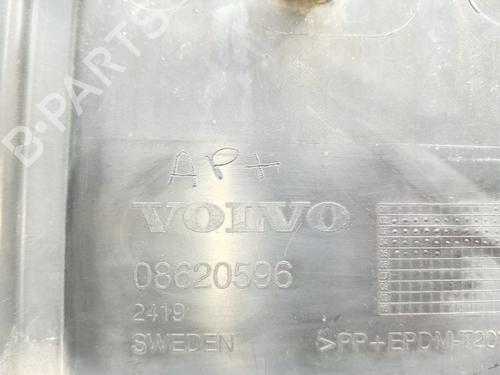 B-PARTS
AP+
VOLVO
08620596
2419
SWEDEN
>PP+EPDM-T20